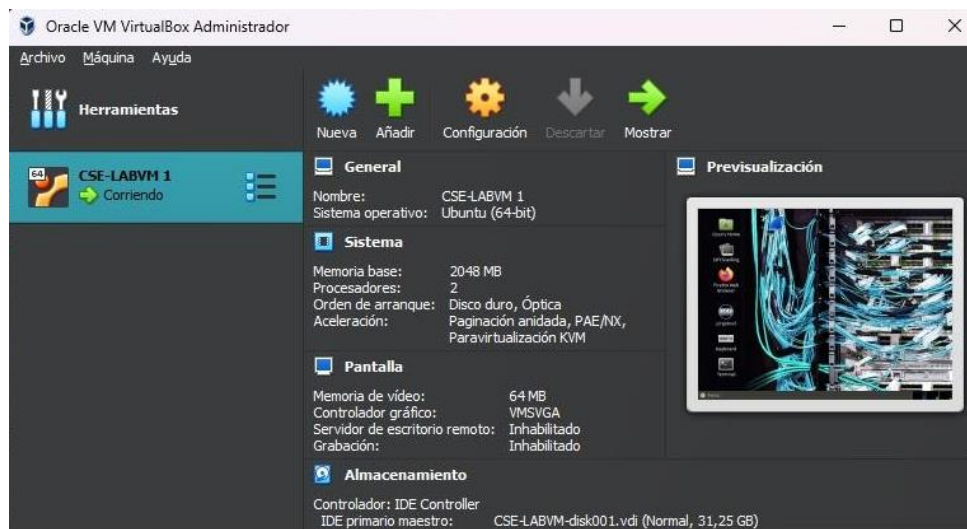 Oracle VM VirtualBox Administrador
Archivo Máquina Ayuda
Herramientas
Nueva Añadir Configuración Descartar Mostrar
64
CSE-LABVM 1
Corriendo
General
Nombre: CSE-LABVM 1
Sistema operativo: Ubuntu (64-bit)
Sistema
Memoria base: 2048 MB
Procesadores: 2
Orden de arranque: Disco duro, Óptica
Aceleración: Paginación anidada, PAE/NX,
Paravirtualización KVM
Pantalla
Memoria de vídeo: 64 MB
Controlador gráfico: VMSVGA
Servidor de escritorio remoto: Inhabilitado
Grabación: Inhabilitado
Almacenamiento
Controlador: IDE Controller
IDE primario maestro: CSE-LABVM-disk001.vdi (Normal, 31,25 GB)
Previsualización
Terminal